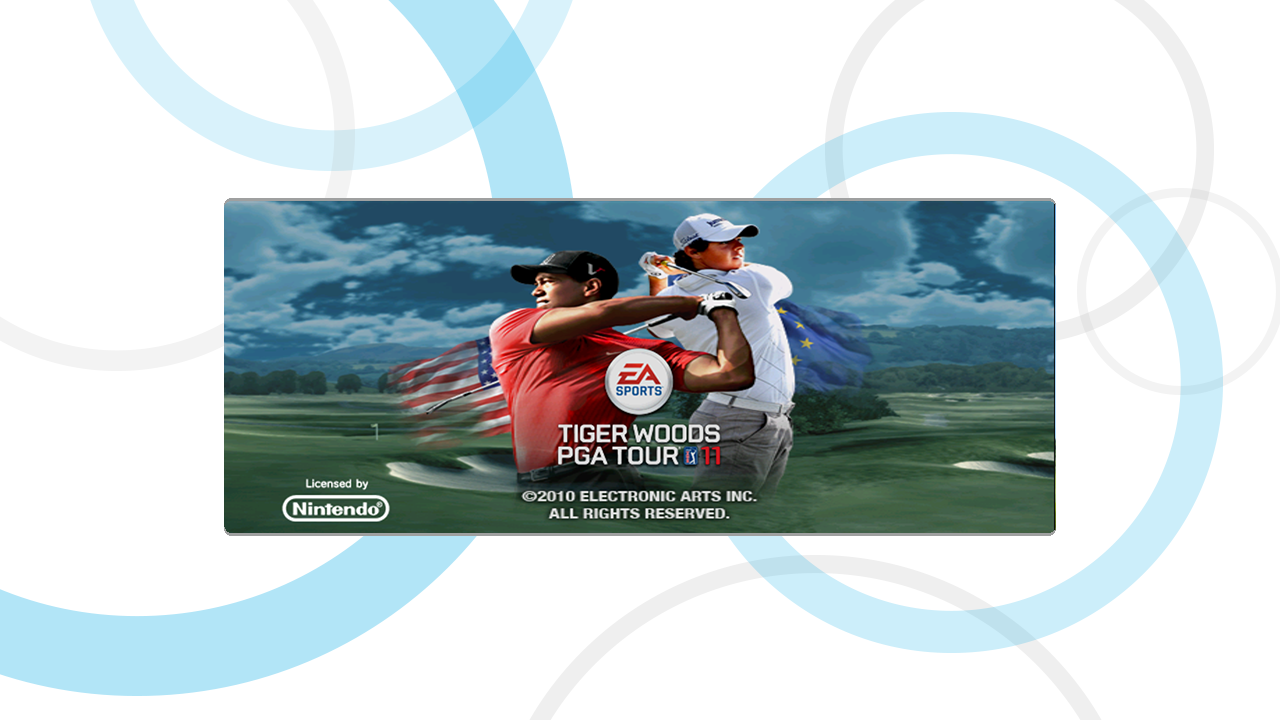 EA
SPORTS
TIGER WOODS
PGA TOUR 11
Licensed by
Nintendo®
©2010 ELECTRONIC ARTS INC.
ALL RIGHTS RESERVED.